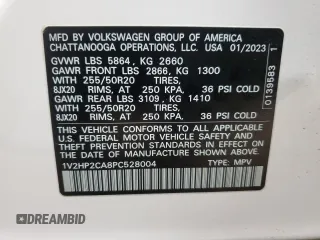 MFD BY VOLKSWAGEN GROUP OF AMERICA
CHATTANOOGA OPERATIONS, LLC. USA 01/2023
GVWR LBS 5864, KG 2660
GAWR FRONT LBS 2866, KG 1300
WITH 255/50R20 TIRES,
8JX20 RIMS, AT 250 KPA, 36 PSI COLD
GAWR REAR LBS 3109, KG 1410
WITH 255/50R20 TIRES,
8JX20 RIMS, AT 250 KPA, 36 PSI COLD
THIS VEHICLE CONFORMS TO ALL APPLICABLE
U.S. FEDERAL MOTOR VEHICLE SAFETY AND THEFT
PREVENTION STANDARDS IN EFFECT ON THE DATE
OF MANUFACTURE SHOWN ABOVE.
1V2HP2CA8PC528004 TYPE: MPV
0139583 1